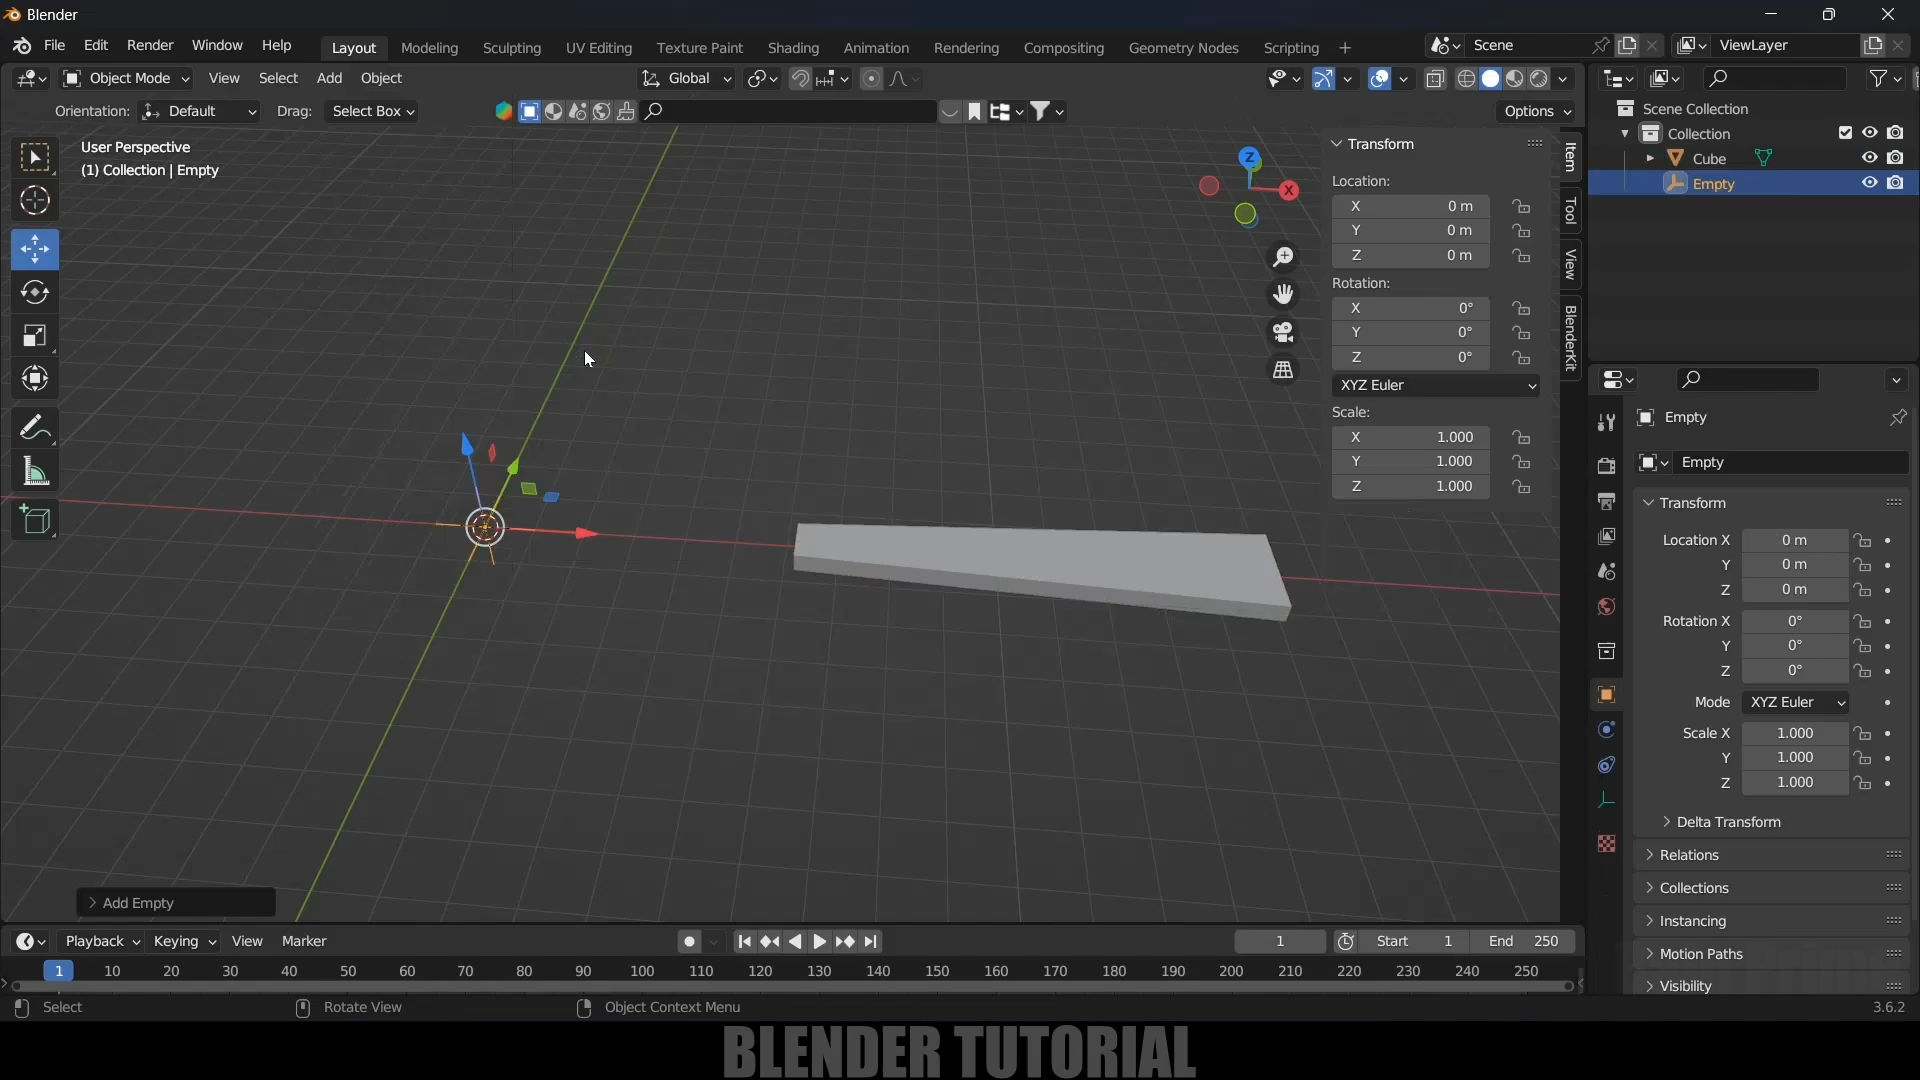 Blender
File Edit Render Window Help Layout Modeling Sculpting UV Editing Texture Paint Shading Animation Rendering Compositing Geometry Nodes Scripting + Scene ViewLayer
Object Mode View Select Add Object Global
Orientation: Default Drag: Select Box Options
User Perspective
(1) Collection | Empty
Z
X
Transform
Location:
X 0 m
Y 0 m
Z 0 m
Rotation:
X 0°
Y 0°
Z 0°
XYZ Euler
Scale:
X 1.000
Y 1.000
Z 1.000
Item
Tool
View
BlenderKit
Scene Collection
Collection
Cube
Empty
Empty
Empty
Transform
Location X 0 m
Y 0 m
Z 0 m
Rotation X 0°
Y 0°
Z 0°
Mode XYZ Euler
Scale X 1.000
Y 1.000
Z 1.000
Delta Transform
Relations
Collections
Instancing
Motion Paths
Visibility
Add Empty
Playback Keying View Marker 1 Start 1 End 250
1 10 20 30 40 50 60 70 80 90 100 110 120 130 140 150 160 170 180 190 200 210 220 230 240 250
Select Rotate View Object Context Menu 3.6.2
BLENDER TUTORIAL